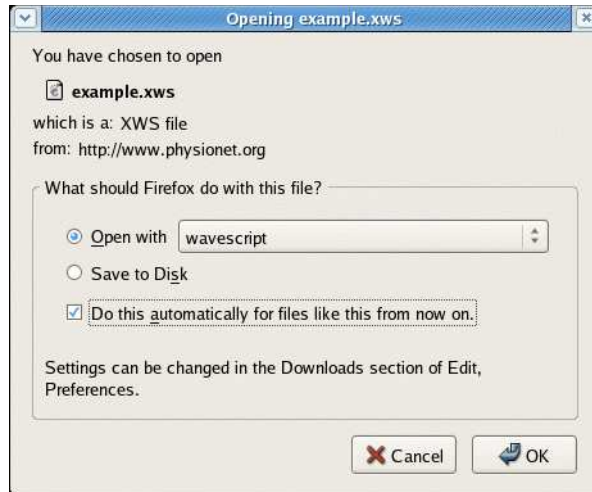 Opening example.xws
You have chosen to open
example.xws
which is a: XWS file
from: http://www.physionet.org
What should Firefox do with this file?
Open with wavescript
Save to Disk
Do this automatically for files like this from now on.
Settings can be changed in the Downloads section of Edit,
Preferences.
Cancel OK